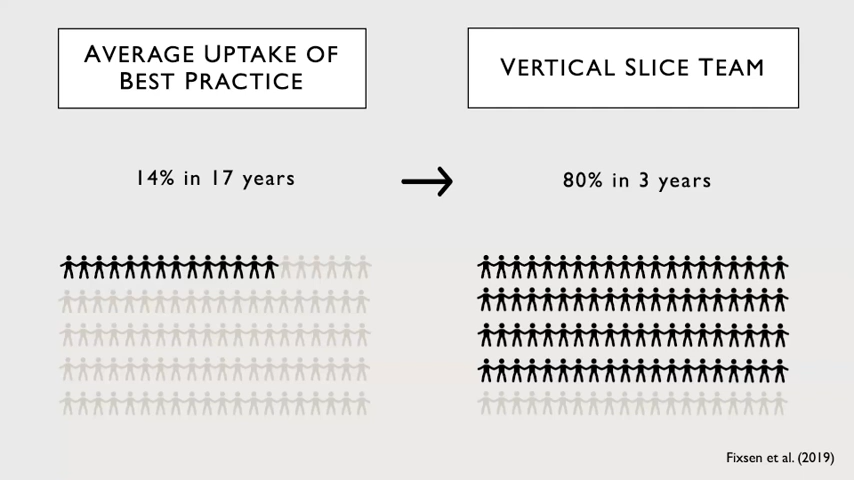 AVERAGE UPTAKE OF
BEST PRACTICE
VERTICAL SLICE TEAM
14% in 17 years
80% in 3 years
Fixsen et al. (2019)